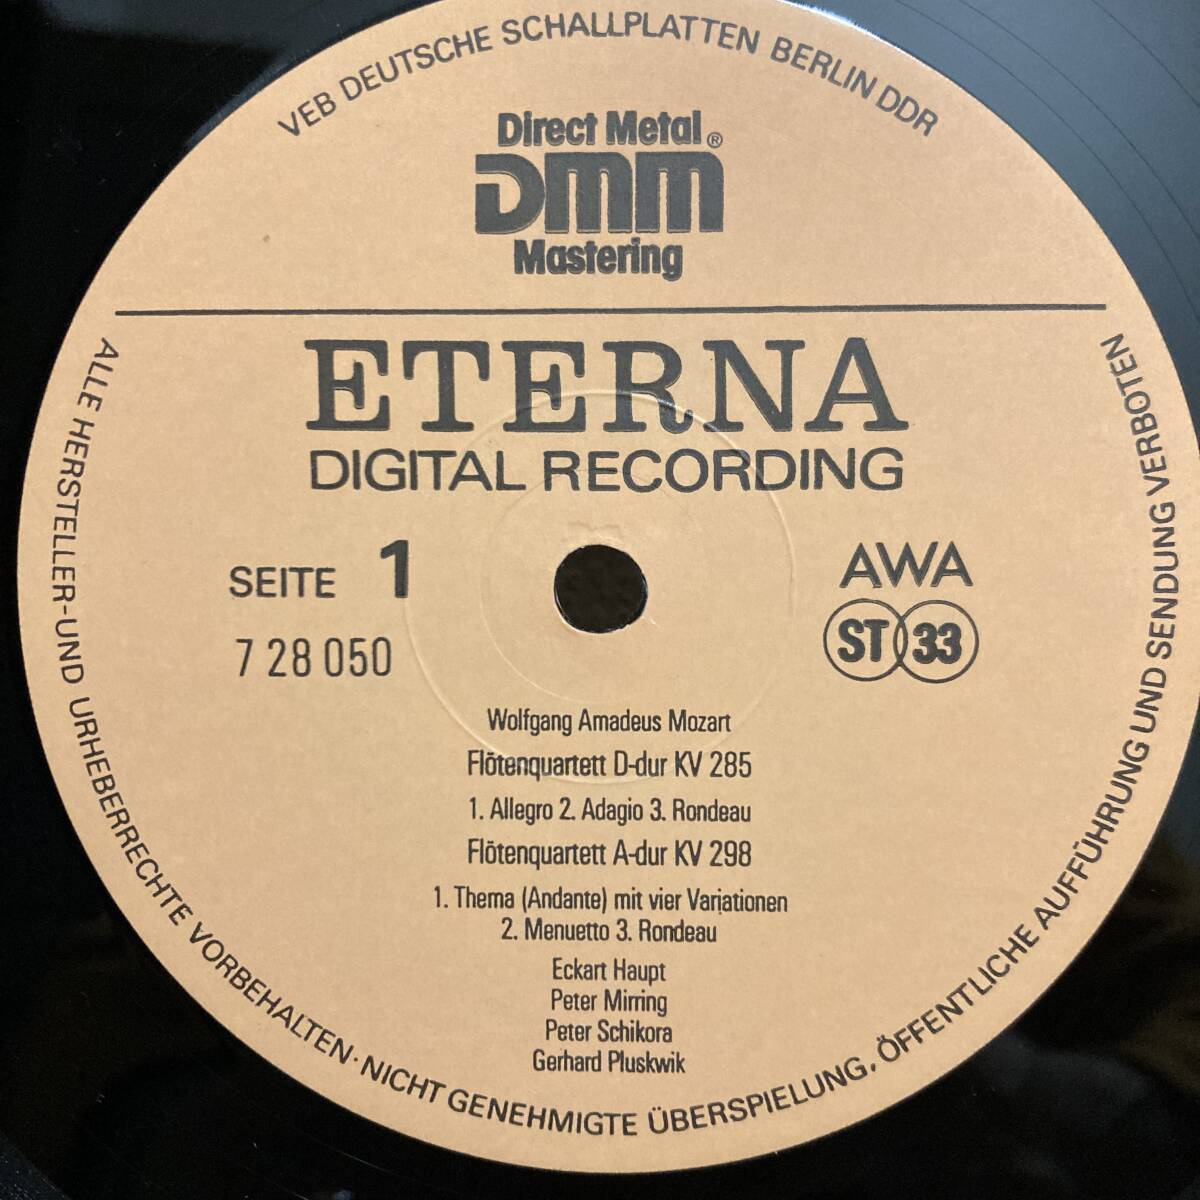 VEB DEUTSCHE SCHALLPLATTEN BERLIN DDR
Direct Metal ®
DMM
Mastering
ETERNA
DIGITAL RECORDING
SEITE 1
7 28 050
AWA
ST 33
Wolfgang Amadeus Mozart
Flötenquartett D-dur KV 285
1. Allegro 2. Adagio 3. Rondeau
Flötenquartett A-dur KV 298
1. Thema (Andante) mit vier Variationen
2. Menuetto 3. Rondeau
Eckart Haupt
Peter Mirring
Peter Schikora
Gerhard Pluskwik
ALLE HERSTELLER-UND URHEBERRECHTE VORBEHALTEN · NICHT GENEHMIGTE ÜBERSPIELUNG, ÖFFENTLICHE AUFFÜHRUNG UND SENDUNG VERBOTEN